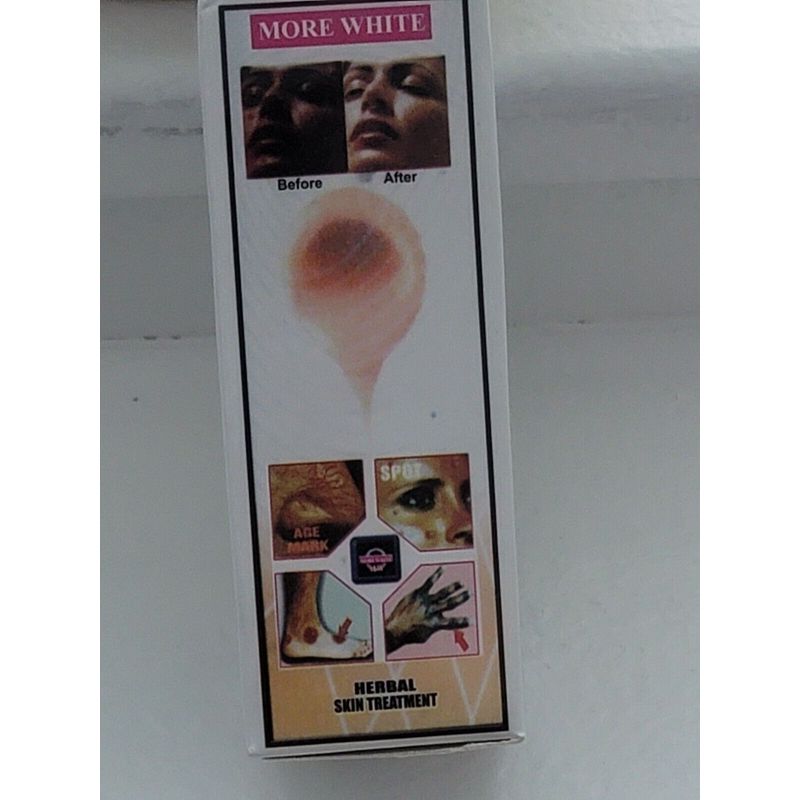 MORE WHITE
Before
After
SPOT
AGE
MARK
HERBAL
SKIN TREATMENT